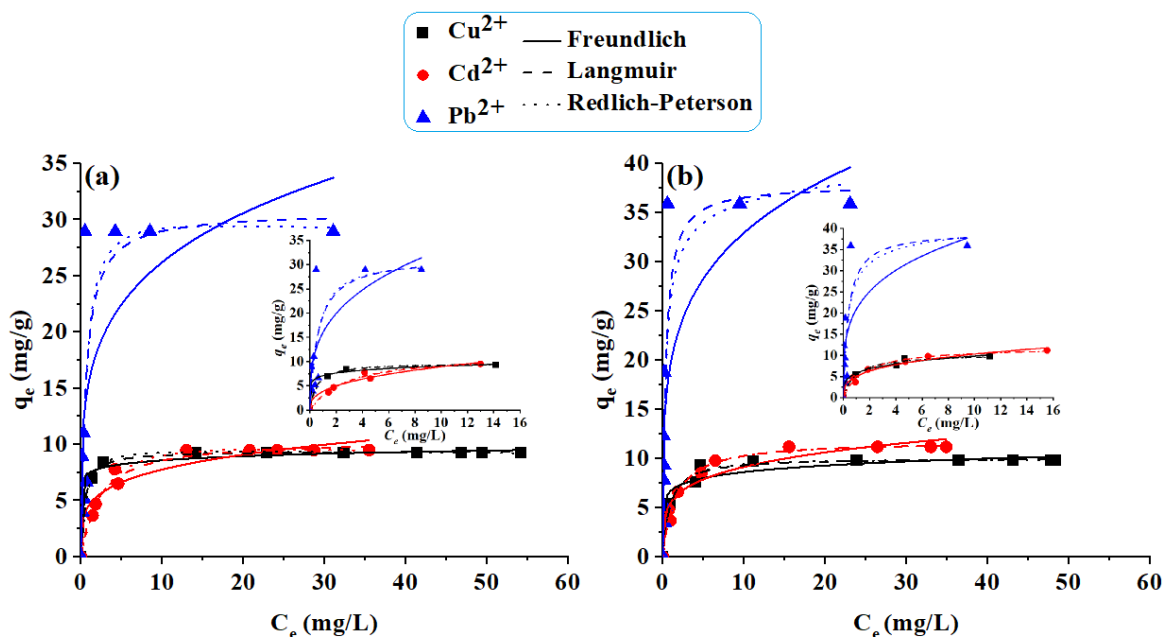 Cu2+ Freundlich
Cd2+ Langmuir
Pb2+ Redlich-Peterson
(a)
qe (mg/g)
35
30
25
20
15
10
5
0
0 10 20 30 40 50 60
Ce (mg/L)
qe (mg/g)
35
30
25
20
15
10
5
0
0 2 4 6 8 10 12 14 16
Ce (mg/L)
(b)
qe (mg/g)
40
35
30
25
20
15
10
5
0
0 10 20 30 40 50 60
Ce (mg/L)
qe (mg/g)
40
35
30
25
20
15
10
5
0
0 2 4 6 8 10 12 14 16
Ce (mg/L)